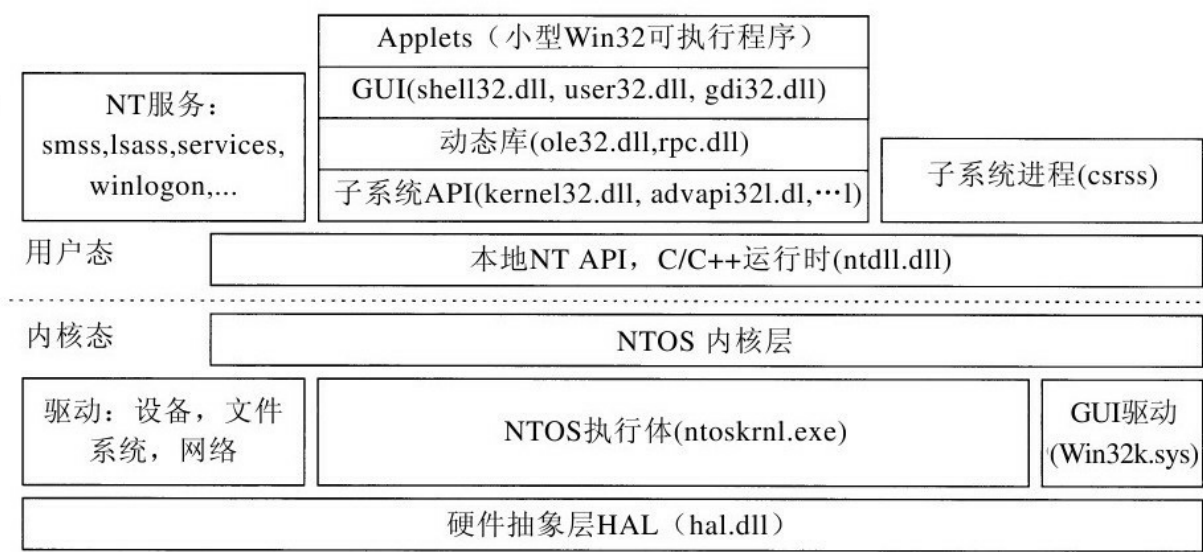 Applets（小型Win32可执行程序）
GUI(shell32.dll, user32.dll, gdi32.dll)
动态库(ole32.dll,rpc.dll)
子系统API(kernel32.dll, advapi32l.dl,…l)
NT服务：
smss,lsass,services,
winlogon,...
子系统进程(csrss)
用户态
本地NT API，C/C++运行时(ntdll.dll)
内核态
NTOS 内核层
驱动：设备，文件
系统，网络
NTOS执行体(ntoskrnl.exe)
GUI驱动
(Win32k.sys)
硬件抽象层HAL（hal.dll）